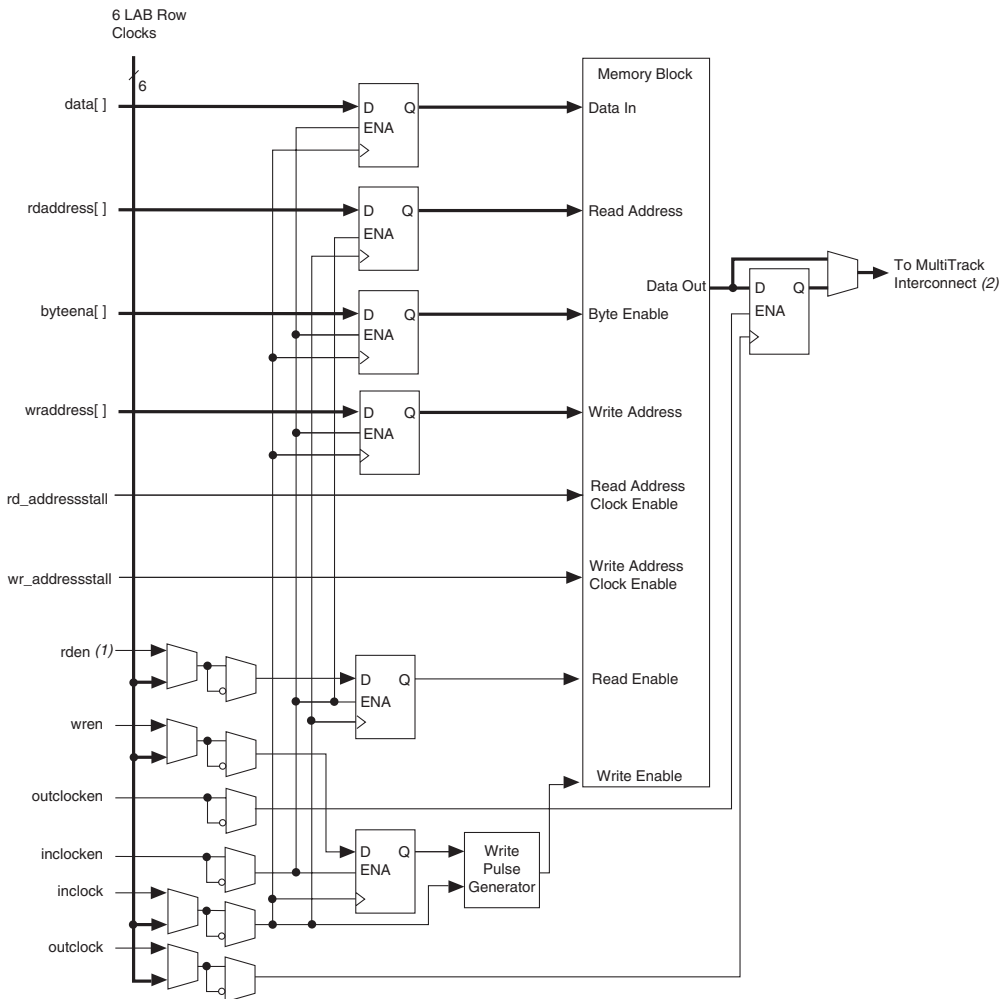 6 LAB Row
Clocks
6
Memory Block
data[ ]
D Q
ENA
Data In
rdaddress[ ]
D Q
ENA
Read Address
To MultiTrack
Interconnect (2)
Data Out
D Q
ENA
byteena[ ]
D Q
ENA
Byte Enable
wraddress[ ]
D Q
ENA
Write Address
rd_addressstall
Read Address
Clock Enable
wr_addressstall
Write Address
Clock Enable
rden (1)
D Q
ENA
Read Enable
wren
Write Enable
outclocken
inclocken
D Q
ENA
Write
Pulse
Generator
inclock
outclock